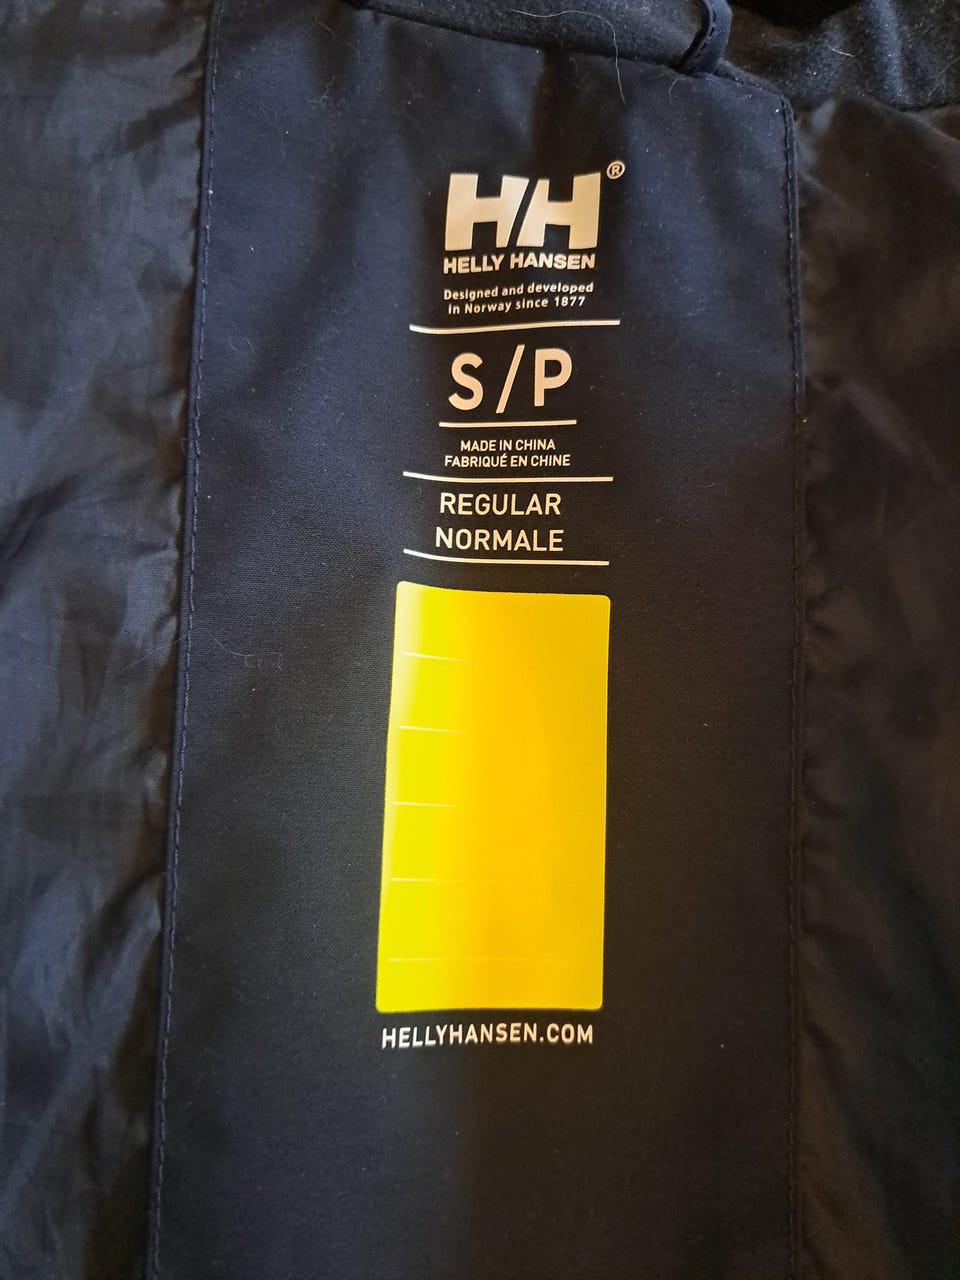 HH®
HELLY HANSEN
Designed and developed
in Norway since 1877
S/P
MADE IN CHINA
FABRIQUÉ EN CHINE
REGULAR
NORMALE
HELLYHANSEN.COM